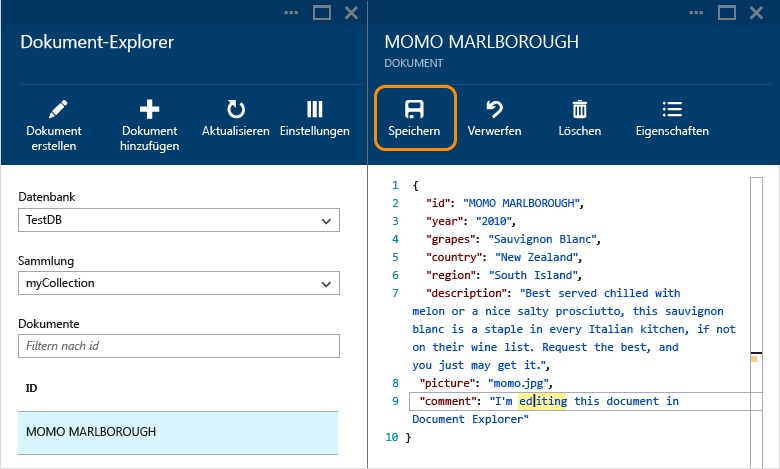 Dokument-Explorer
Dokument
erstellen
Dokument
hinzufügen
Aktualisieren
Einstellungen
Datenbank
TestDB
Sammlung
myCollection
Dokumente
Filtern nach id
ID
MOMO MARLBOROUGH
MOMO MARLBOROUGH
DOKUMENT
Speichern
Verwerfen
Löschen
Eigenschaften
1 {
2 "id": "MOMO MARLBOROUGH",
3 "year": "2010",
4 "grapes": "Sauvignon Blanc",
5 "country": "New Zealand",
6 "region": "South Island",
7 "description": "Best served chilled with
melon or a nice salty prosciutto, this sauvignon
blanc is a staple in every Italian kitchen, if not
on their wine list. Request the best, and
you just may get it.",
8 "picture": "momo.jpg",
9 "comment": "I'm editing this document in
Document Explorer"
10 }